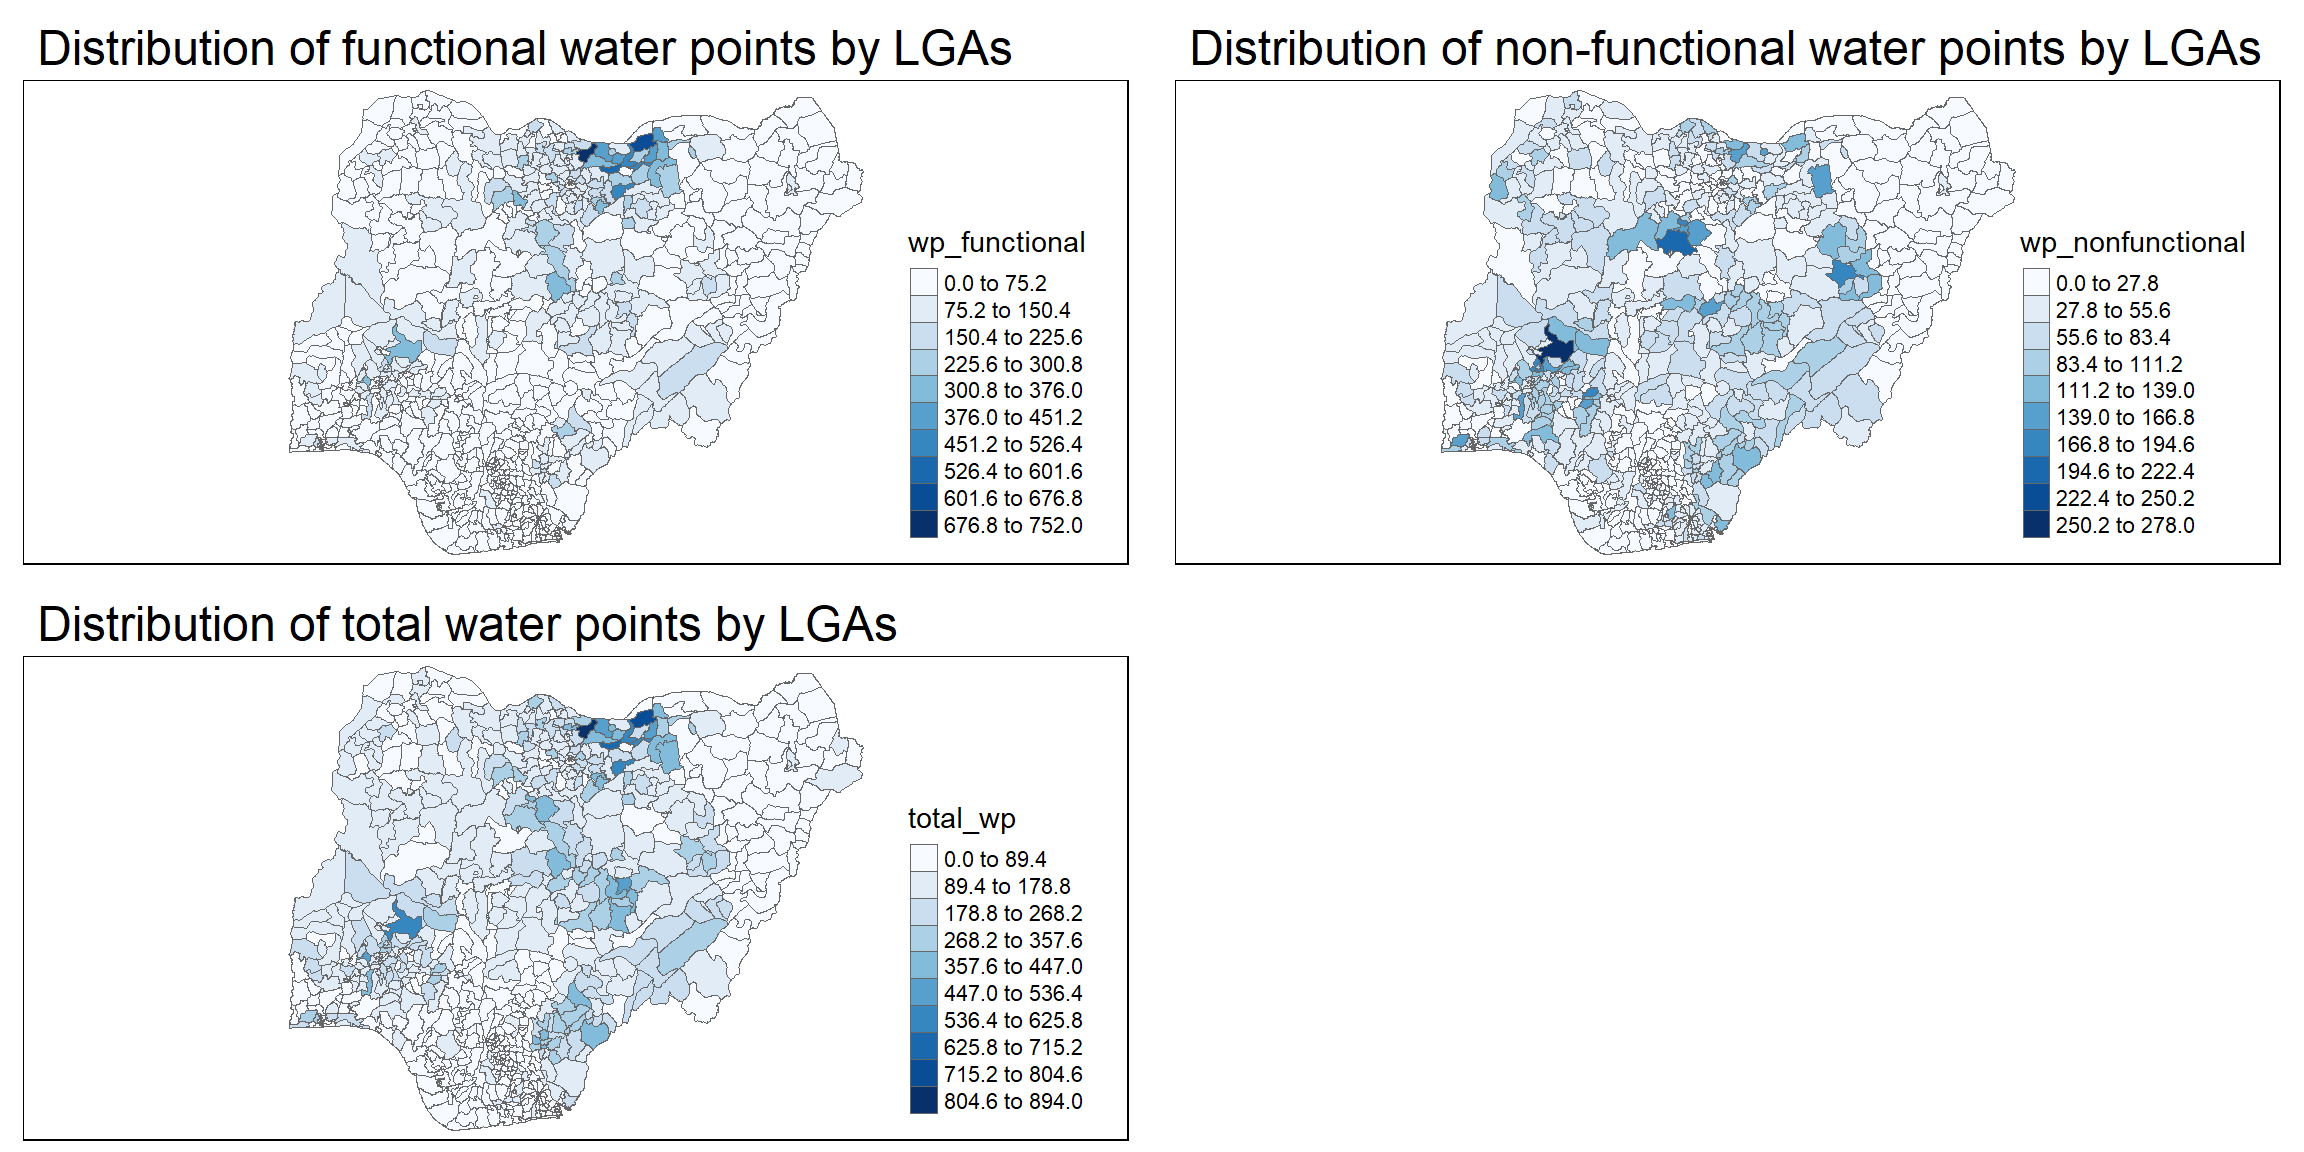 Distribution of functional water points by LGAs
wp_functional
0.0 to 75.2
75.2 to 150.4
150.4 to 225.6
225.6 to 300.8
300.8 to 376.0
376.0 to 451.2
451.2 to 526.4
526.4 to 601.6
601.6 to 676.8
676.8 to 752.0
Distribution of non-functional water points by LGAs
wp_nonfunctional
0.0 to 27.8
27.8 to 55.6
55.6 to 83.4
83.4 to 111.2
111.2 to 139.0
139.0 to 166.8
166.8 to 194.6
194.6 to 222.4
222.4 to 250.2
250.2 to 278.0
Distribution of total water points by LGAs
total_wp
0.0 to 89.4
89.4 to 178.8
178.8 to 268.2
268.2 to 357.6
357.6 to 447.0
447.0 to 536.4
536.4 to 625.8
625.8 to 715.2
715.2 to 804.6
804.6 to 894.0